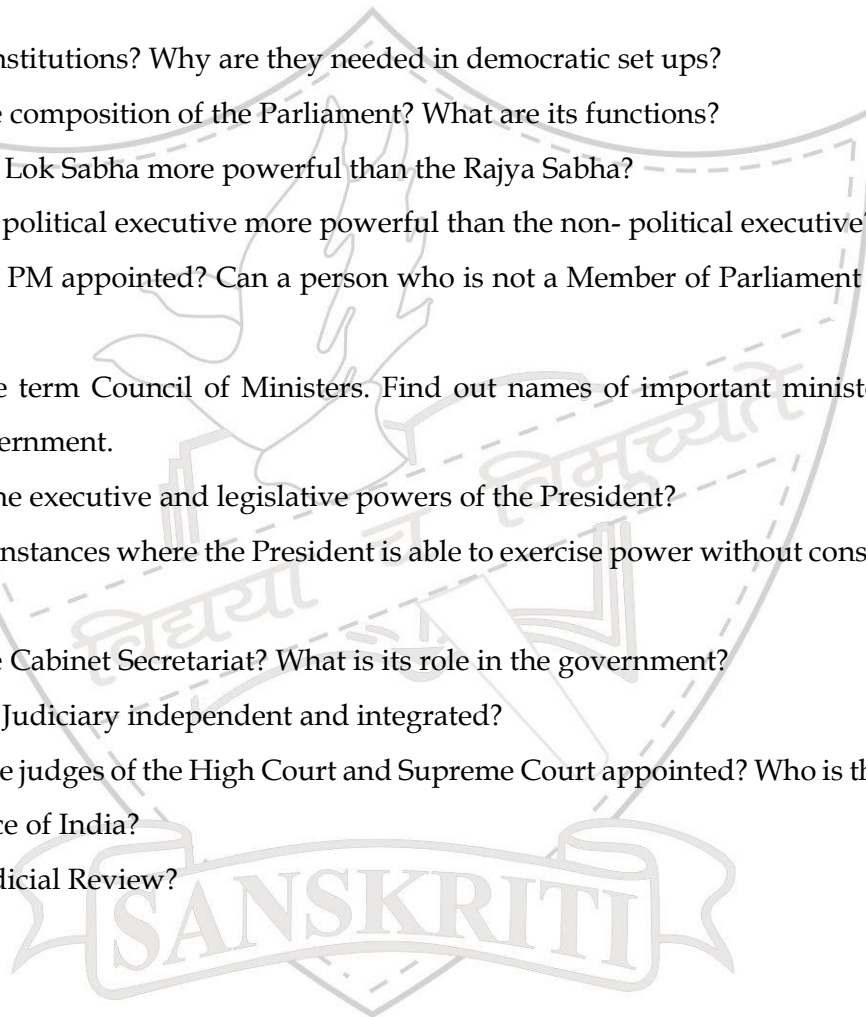 nstitutions? Why are they needed in democratic set ups?
e composition of the Parliament? What are its functions?
Lok Sabha more powerful than the Rajya Sabha?
political executive more powerful than the non- political executive?
PM appointed? Can a person who is not a Member of Parliament
e term Council of Ministers. Find out names of important ministe
ernment.
he executive and legislative powers of the President?
nstances where the President is able to exercise power without cons
e Cabinet Secretariat? What is its role in the government?
Judiciary independent and integrated?
e judges of the High Court and Supreme Court appointed? Who is th
ce of India?
dicial Review?
विद्यया च विमुच्यते
SANSKRITI